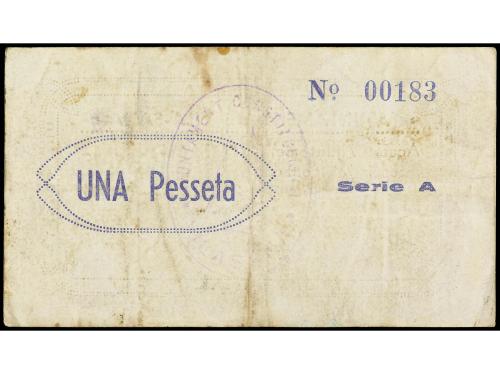 Nº 00183
UNA Pesseta
Serie A